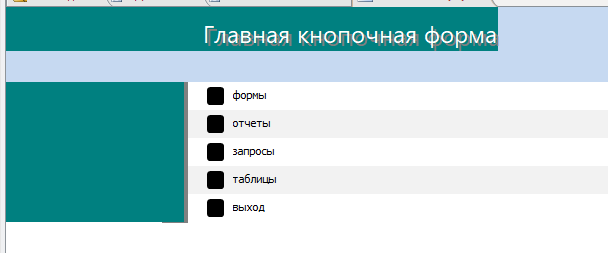 Главная кнопочная форма
формы
отчеты
запросы
таблицы
выход